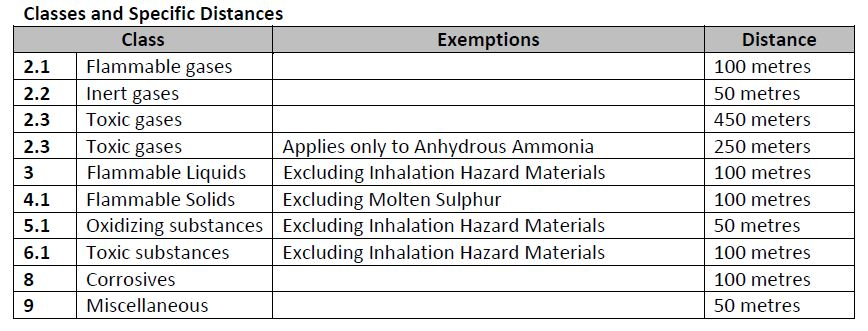 Classes and Specific Distances
Class Exemptions Distance
2.1 Flammable gases 100 metres
2.2 Inert gases 50 metres
2.3 Toxic gases 450 meters
2.3 Toxic gases Applies only to Anhydrous Ammonia 250 meters
3 Flammable Liquids Excluding Inhalation Hazard Materials 100 metres
4.1 Flammable Solids Excluding Molten Sulphur 100 metres
5.1 Oxidizing substances Excluding Inhalation Hazard Materials 50 metres
6.1 Toxic substances Excluding Inhalation Hazard Materials 100 metres
8 Corrosives 100 metres
9 Miscellaneous 50 metres